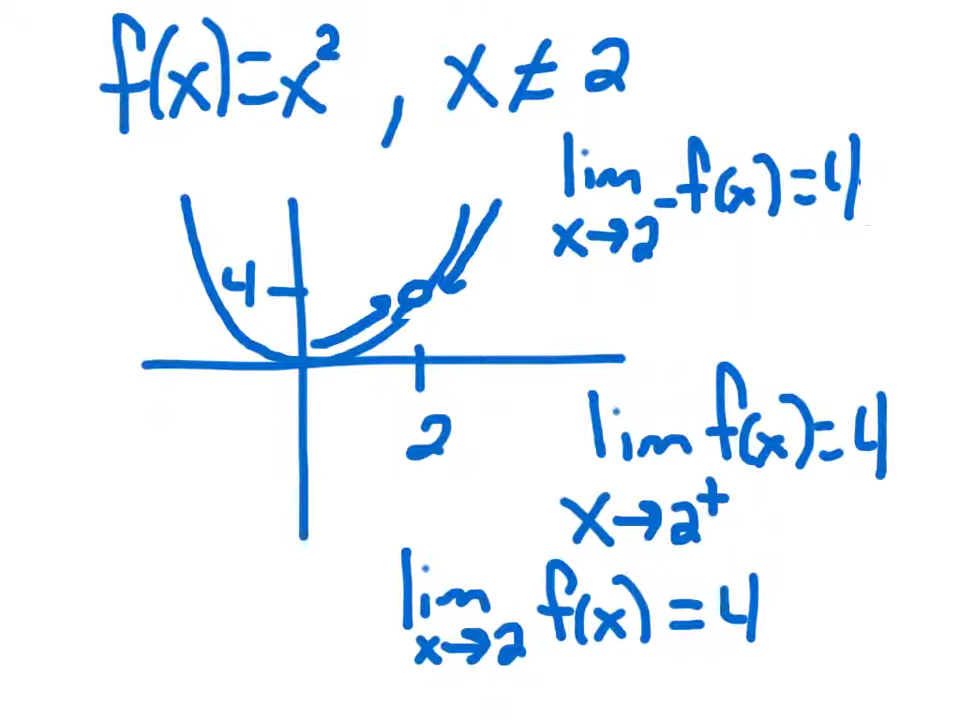 f(x)=x², x≠2
lim f(x)=4
x→2⁻
4
2
lim f(x)=4
x→2⁺
lim f(x)=4
x→2